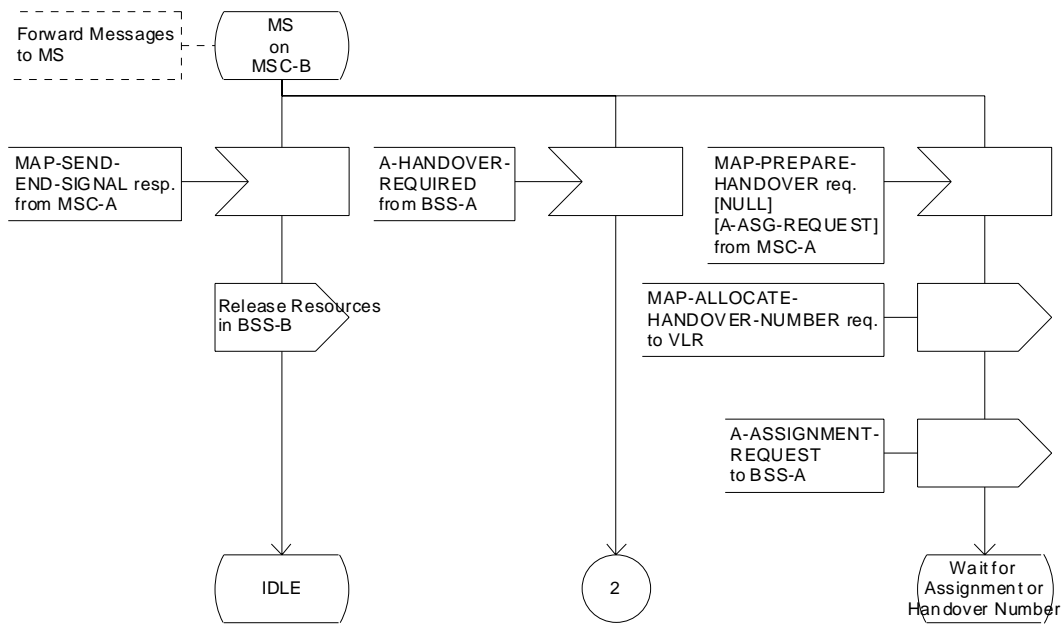 Forward Messages
to MS
MS
on
MSC-B
MAP-SEND-
END-SIGNAL resp.
from MSC-A
A-HANDOVER-
REQUIRED
from BSS-A
MAP-PREPARE-
HANDOVER req.
[NULL]
[A-ASG-REQUEST]
from MSC-A
Release Resources
in BSS-B
MAP-ALLOCATE-
HANDOVER-NUMBER req.
to VLR
A-ASSIGNMENT-
REQUEST
to BSS-A
IDLE
2
Wait for
Assignment or
Handover Number